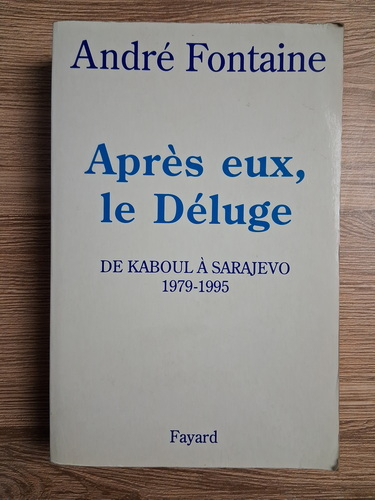 André Fontaine
Après eux,
le Déluge
DE KABOUL À SARAJEVO
1979-1995
Fayard